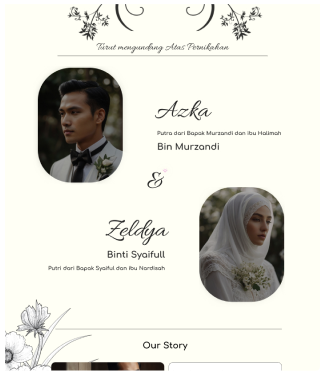 Turut mengundang Atas Pernikahan
Azka
Putra dari Bapak Murzandi dan Ibu Halimah
Bin Murzandi
&
Zeldya
Binti Syaifull
Putri dari Bapak Syaiful dan Ibu Nardisah
Our Story